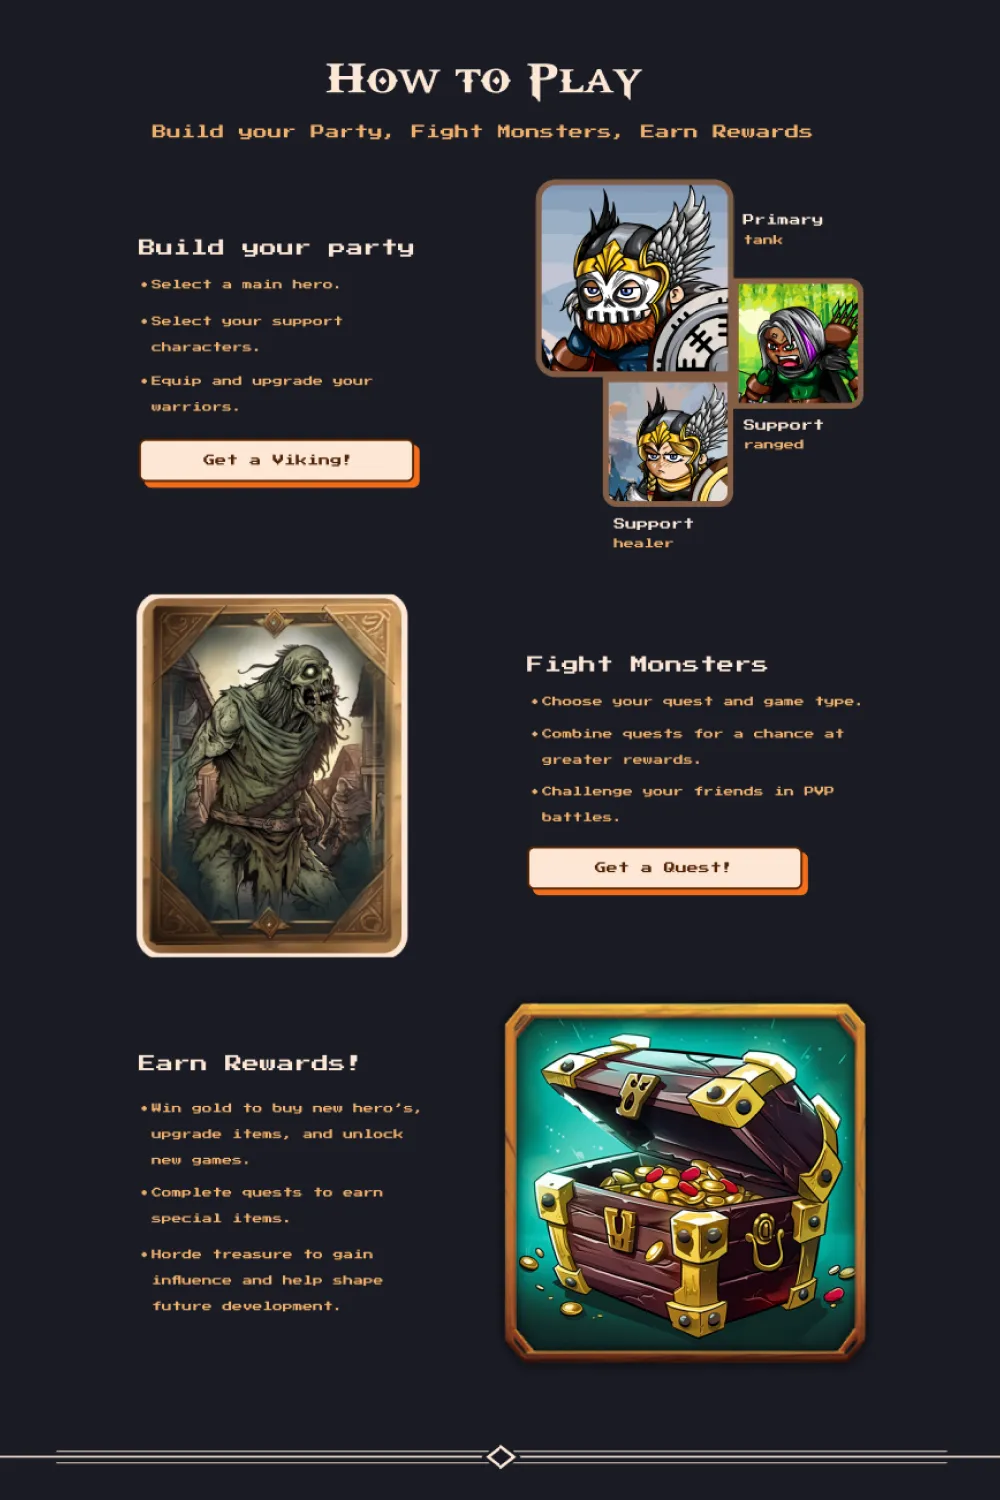 How to Play
Build your Party, Fight Monsters, Earn Rewards
Build your party
•Select a main hero.
•Select your support
characters.
•Equip and upgrade your
warriors.
Get a Viking!
Primary
tank
Support
ranged
Support
healer
Fight Monsters
•Choose your quest and game type.
•Combine quests for a chance at
greater rewards.
•Challenge your friends in PVP
battles.
Get a Quest!
Earn Rewards!
•Win gold to buy new hero's,
upgrade items, and unlock
new games.
•Complete quests to earn
special items.
•Horde treasure to gain
influence and help shape
future development.